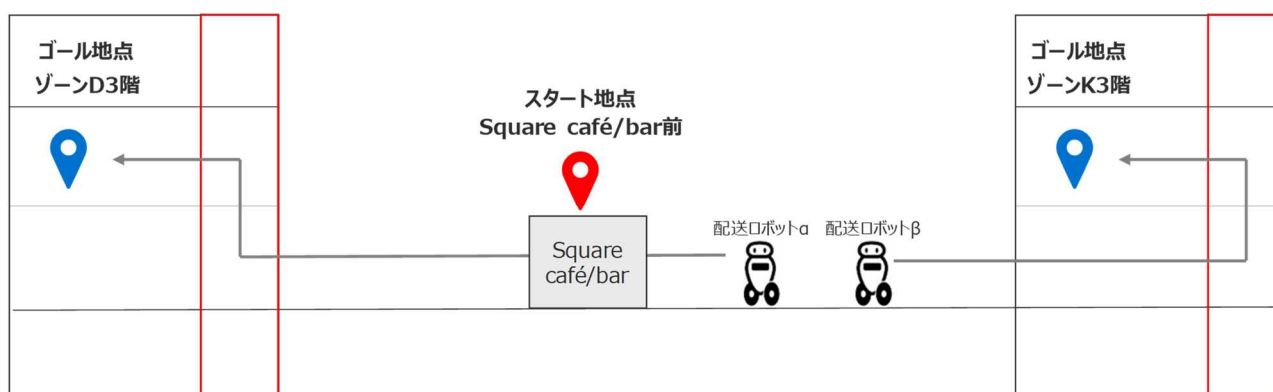 ゴール地点
ゾーンD3階
スタート地点
Square café/bar前
ゴール地点
ゾーンK3階
配送ロボットα
配送ロボットβ
Square
café/bar